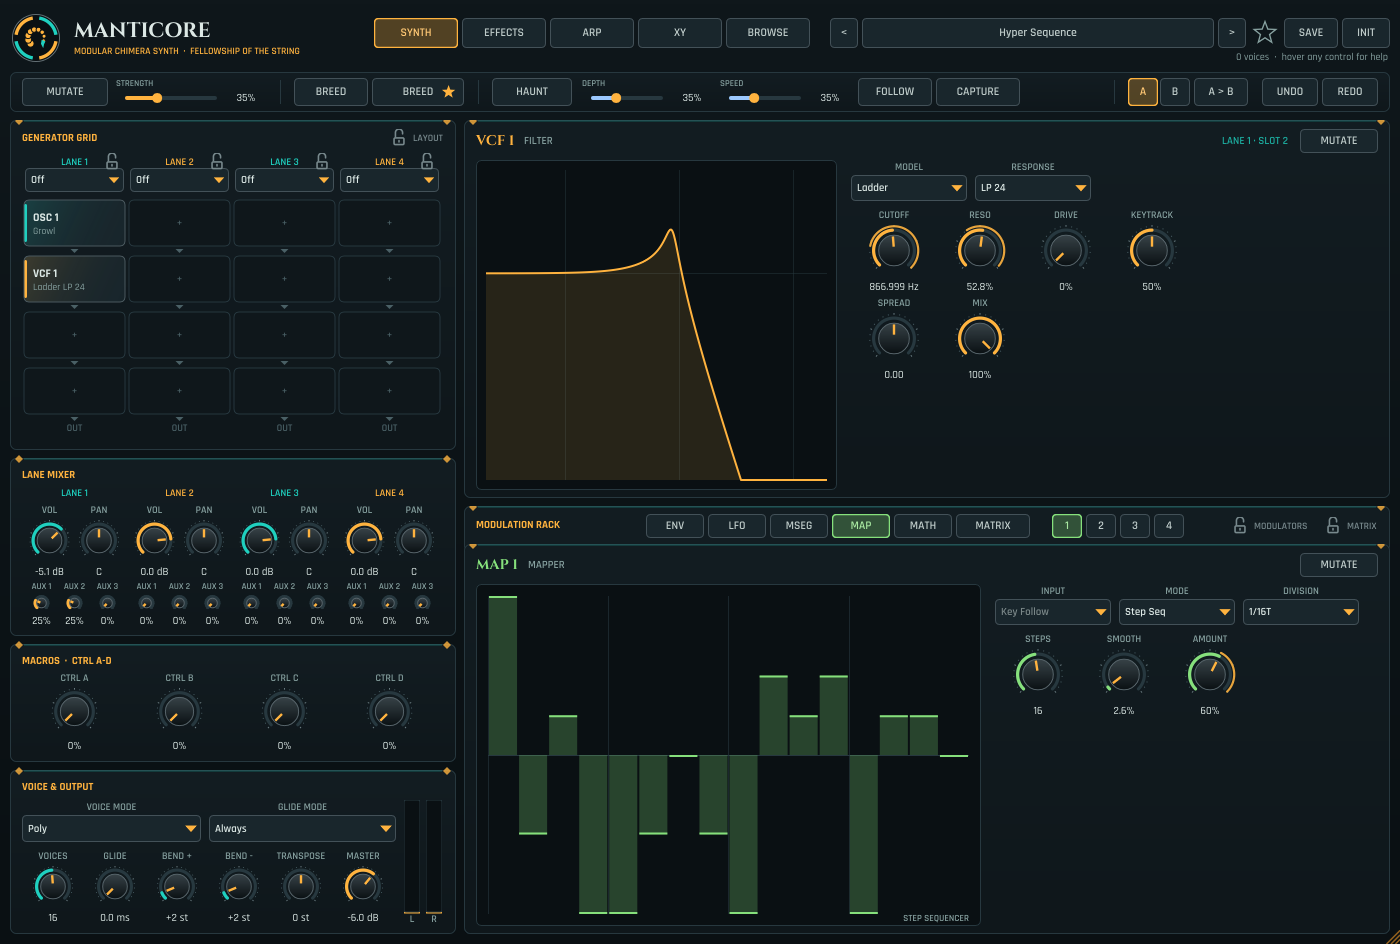 MANTICORE
MODULAR CHIMERA SYNTH · FELLOWSHIP OF THE STRING
SYNTH EFFECTS ARP XY BROWSE < Hyper Sequence > SAVE INIT
0 voices · hover any control for help
MUTATE STRENGTH 35% BREED BREED HAUNT DEPTH 35% SPEED 35% FOLLOW CAPTURE A B A > B UNDO REDO
GENERATOR GRID LAYOUT
LANE 1 LANE 2 LANE 3 LANE 4
Off Off Off Off
OSC 1
Growl
+ + +
VCF 1
Ladder LP 24
+ + +
+ + + +
+ + + +
OUT OUT OUT OUT
VCF 1 FILTER LANE 1 · SLOT 2 MUTATE
MODEL RESPONSE
Ladder LP 24
CUTOFF RESO DRIVE KEYTRACK
866.999 Hz 52.8% 0% 50%
SPREAD MIX
0.00 100%
LANE MIXER
LANE 1 LANE 2 LANE 3 LANE 4
VOL PAN VOL PAN VOL PAN VOL PAN
-5.1 dB C 0.0 dB C 0.0 dB C 0.0 dB C
AUX 1 AUX 2 AUX 3 AUX 1 AUX 2 AUX 3 AUX 1 AUX 2 AUX 3 AUX 1 AUX 2 AUX 3
25% 25% 0% 0% 0% 0% 0% 0% 0% 0% 0% 0%
MACROS · CTRL A-D
CTRL A CTRL B CTRL C CTRL D
0% 0% 0% 0%
VOICE & OUTPUT
VOICE MODE GLIDE MODE
Poly Always
VOICES GLIDE BEND + BEND - TRANSPOSE MASTER
16 0.0 ms +2 st +2 st 0 st -6.0 dB
L R
MODULATION RACK ENV LFO MSEG MAP MATH MATRIX 1 2 3 4 MODULATORS MATRIX
MAP 1 MAPPER MUTATE
INPUT MODE DIVISION
Key Follow Step Seq 1/16T
STEPS SMOOTH AMOUNT
16 2.6% 60%
STEP SEQUENCER